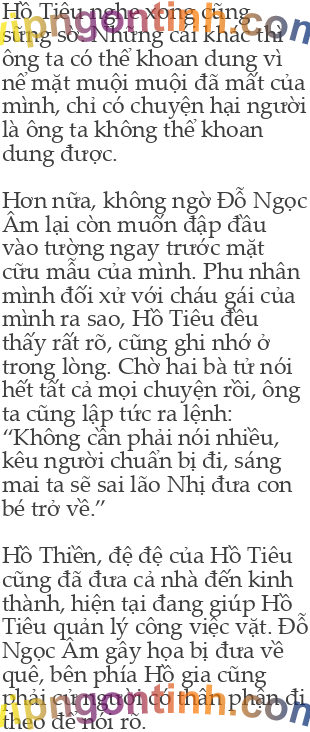 Hồ Tiêu nghe xong cũng
sững sờ. Những cái khác thì
ông ta có thể khoan dung vì
nể mặt muội muội đã mất của
mình, chỉ có chuyện hại người
là ông ta không thể khoan
dung được.
Hơn nữa, không ngờ Đỗ Ngọc
Âm lại còn muốn đập đầu
vào tường ngay trước mặt
cữu mẫu của mình. Phu nhân
mình đối xử với cháu gái của
mình ra sao, Hồ Tiêu đều
thấy rất rõ, cũng ghi nhớ ở
trong lòng. Chờ hai bà tử nói
hết tất cả mọi chuyện rồi, ông
ta cũng lập tức ra lệnh:
“Không cần phải nói nhiều,
kêu người chuẩn bị đi, sáng
mai ta sẽ sai lão Nhị đưa con
bé trở về.”
Hồ Thiền, đệ đệ của Hồ Tiêu
cũng đã đưa cả nhà đến kinh
thành, hiện tại đang giúp Hồ
Tiêu quản lý công việc vặt. Đỗ
Ngọc Âm gây họa bị đưa về
quê, bên phía Hồ gia cũng
phải cử người có thân phận đi
theo để nói rõ.
vipngontinh.com
vipngontinh.com